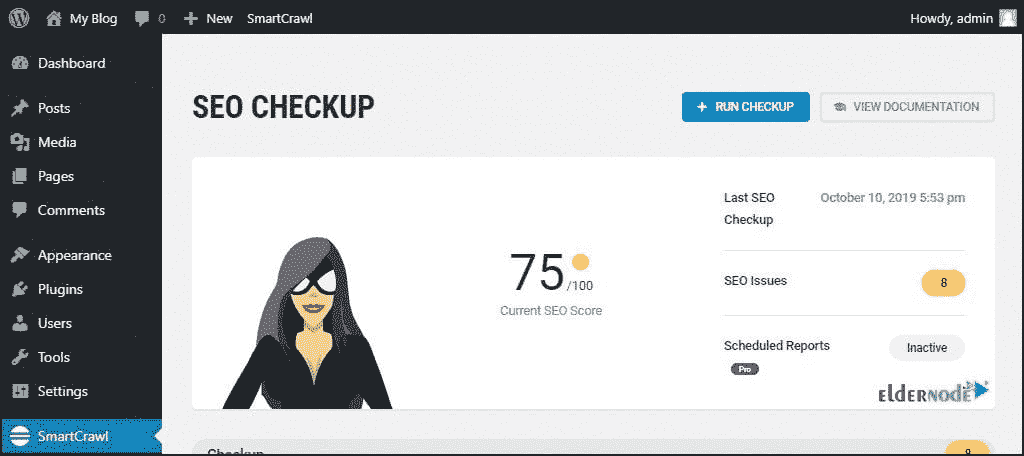 My Blog 0 New SmartCrawl Howdy, admin
Dashboard
Posts
Media
Pages
Comments
Appearance
Plugins
Users
Tools
Settings
SmartCrawl
SEO CHECKUP
RUN CHECKUP
VIEW DOCUMENTATION
75/100
Current SEO Score
Last SEO
Checkup
October 10, 2019 5:53 pm
SEO Issues 8
Scheduled Reports Inactive
Pro
ELDERNODE
Checkup 8